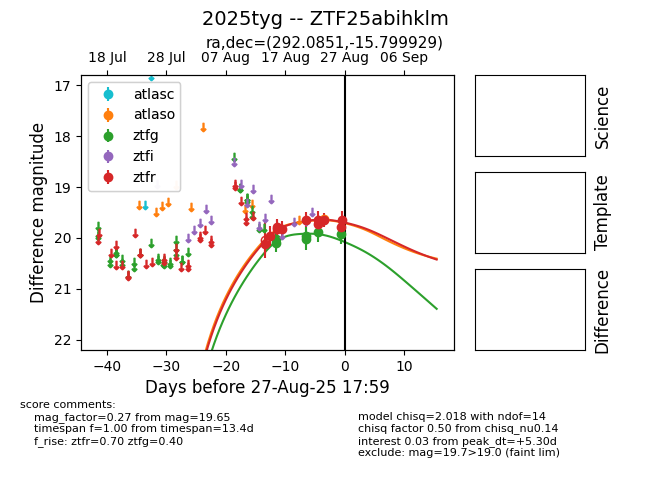 2025tyg -- ZTF25abihklm
ra,dec=(292.0851,-15.799929)
18 Jul 28 Jul 07 Aug 17 Aug 27 Aug 06 Sep
17
18
19
20
21
22
Difference magnitude
atlasc
atlaso
ztfg
ztfi
ztfr
−40 −30 −20 −10 0 10
Days before 27-Aug-25 17:59
Science
Template
Difference
score comments:
mag_factor=0.27 from mag=19.65
timespan f=1.00 from timespan=13.4d
f_rise: ztfr=0.70 ztfg=0.40
model chisq=2.018 with ndof=14
chisq factor 0.50 from chisq_nu0.14
interest 0.03 from peak_dt=+5.30d
exclude: mag=19.7>19.0 (faint lim)